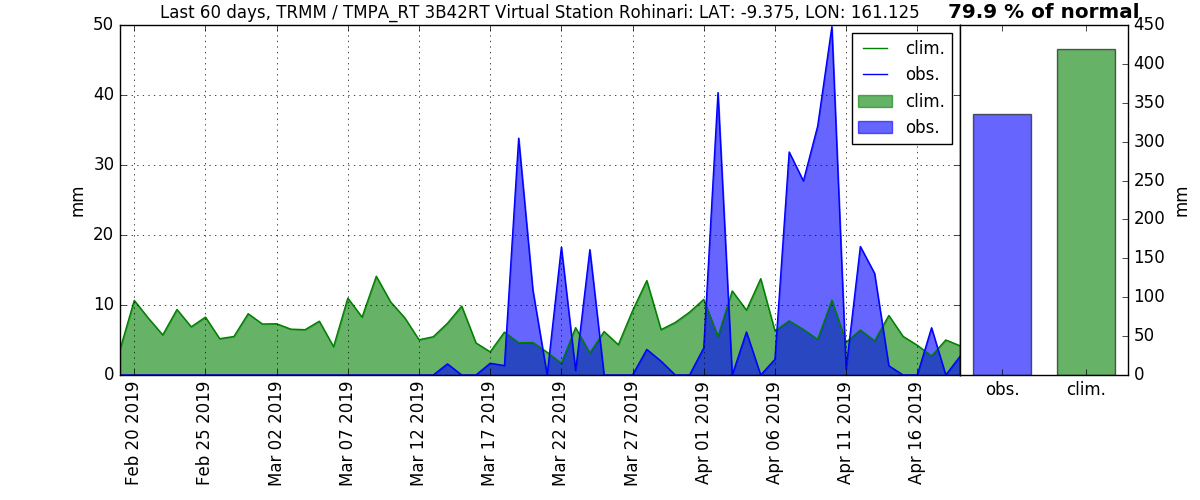 Last 60 days, TRMM / TMPA_RT 3B42RT Virtual Station Rohinari: LAT: -9.375, LON: 161.125
79.9 % of normal
50
40
30
20
10
0
mm
clim.
obs.
clim.
obs.
Feb 20 2019
Feb 25 2019
Mar 02 2019
Mar 07 2019
Mar 12 2019
Mar 17 2019
Mar 22 2019
Mar 27 2019
Apr 01 2019
Apr 06 2019
Apr 11 2019
Apr 16 2019
450
400
350
300
250
200
150
100
50
0
mm
obs.
clim.